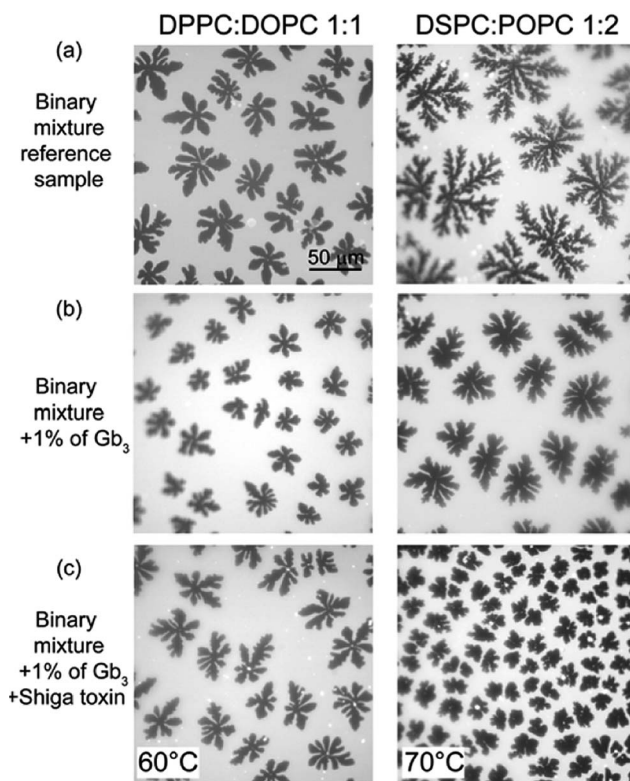 DPPC:DOPC 1:1
DSPC:POPC 1:2
(a)
Binary
mixture
reference
sample
50 μm
(b)
Binary
mixture
+1% of Gb₃
(c)
Binary
mixture
+1% of Gb₃
+Shiga toxin
60°C
70°C